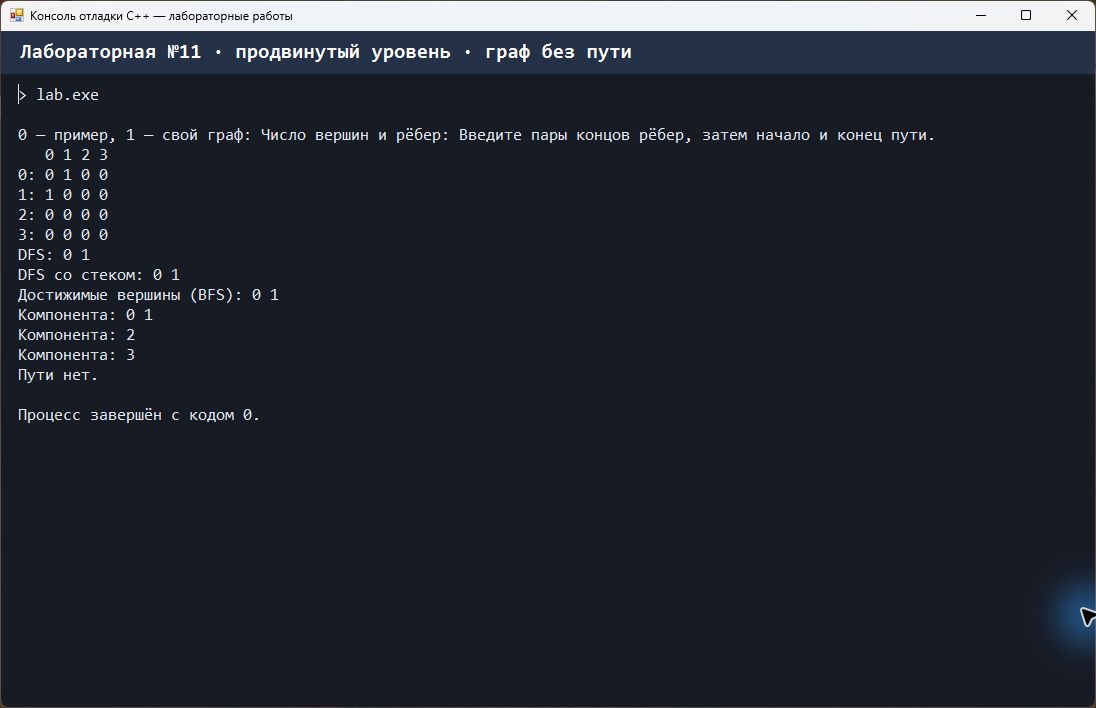 Консоль отладки C++ — лабораторные работы
Лабораторная №11 · продвинутый уровень · граф без пути
> lab.exe
0 — пример, 1 — свой граф: Число вершин и рёбер: Введите пары концов рёбер, затем начало и конец пути.
0 1 2 3
0: 0 1 0 0
1: 1 0 0 0
2: 0 0 0 0
3: 0 0 0 0
DFS: 0 1
DFS со стеком: 0 1
Достижимые вершины (BFS): 0 1
Компонента: 0 1
Компонента: 2
Компонента: 3
Пути нет.
Процесс завершён с кодом 0.